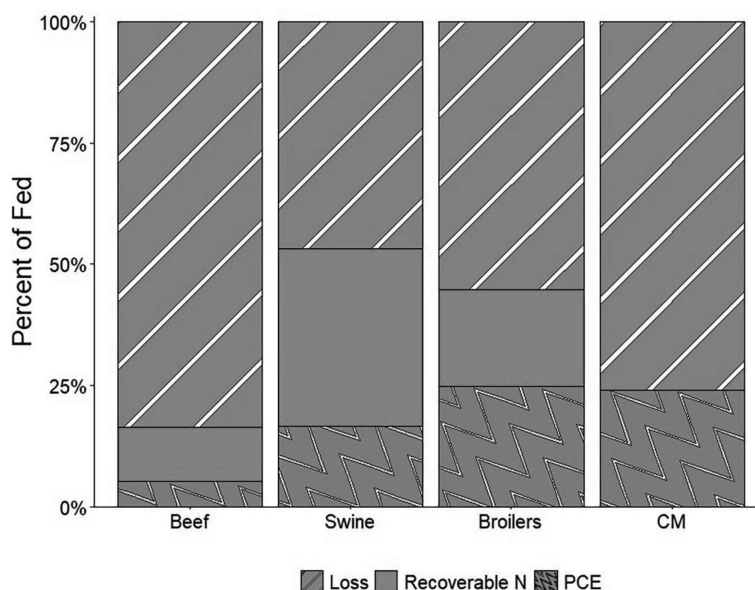 100%
75%
50%
25%
0%
Percent of Fed
Beef Swine Broilers CM
Loss Recoverable N PCE